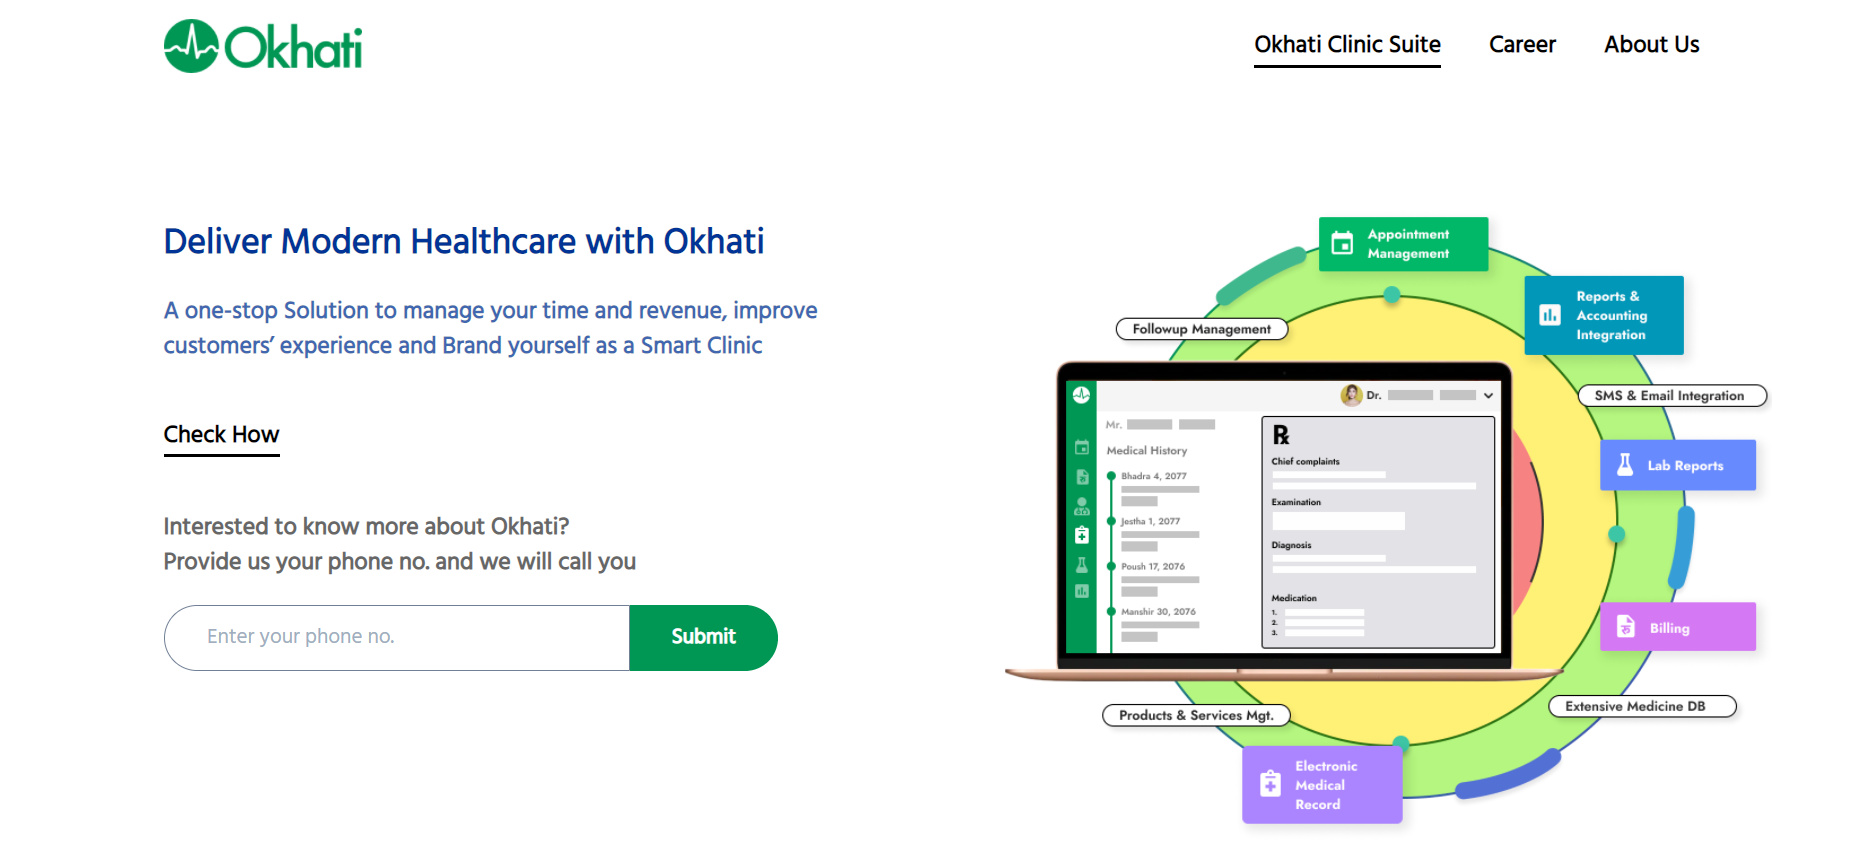 Okhati
Okhati Clinic Suite
Career
About Us
Deliver Modern Healthcare with Okhati
A one-stop Solution to manage your time and revenue, improve
customers’ experience and Brand yourself as a Smart Clinic
Check How
Interested to know more about Okhati?
Provide us your phone no. and we will call you
Enter your phone no.
Submit
Appointment
Management
Reports &
Accounting
Integration
Followup Management
SMS & Email Integration
Lab Reports
Billing
Extensive Medicine DB
Products & Services Mgt.
Electronic
Medical
Record
Dr.
Mr.
Medical History
Bhadra 4, 2077
Jestha 1, 2077
Poush 17, 2076
Manshir 30, 2076
Rx
Chief complaints
Examination
Diagnosis
Medication
1.
2.
3.